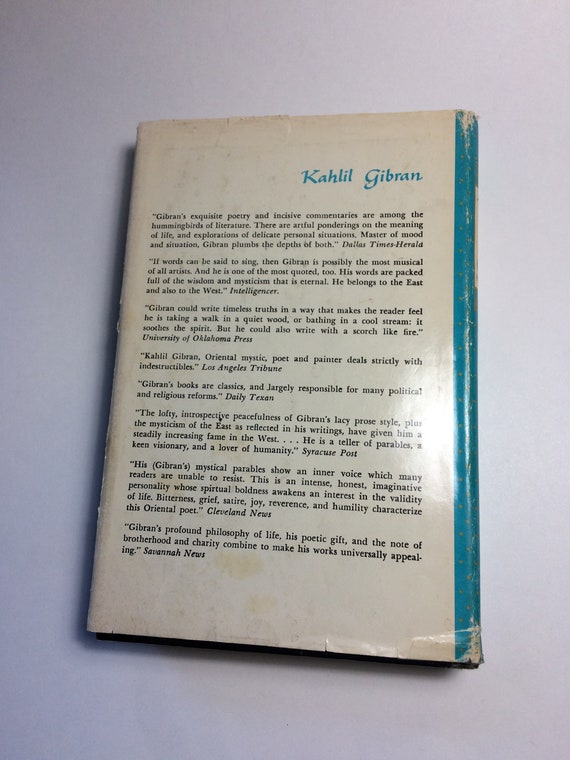 Kahlil Gibran
"Gibran's exquisite poetry and incisive commentaries are among the
hummingbirds of literature. There are artful ponderings on the meaning
of life, and explorations of delicate personal situations. Master of mood
and situation, Gibran plumbs the depths of both." Dallas Times-Herald
"If words can be said to sing, then Gibran is possibly the most musical
of all artists. And he is one of the most quoted, too. His words are packed
full of the wisdom and mysticism that is eternal. He belongs to the East
and also to the West." Intelligencer.
"Gibran could write timeless truths in a way that makes the reader feel
he is taking a walk in a quiet wood, or bathing in a cool stream: it
soothes the spirit. But he could also write with a scorch like fire."
University of Oklahoma Press
"Kahlil Gibran, Oriental mystic, poet and painter deals strictly with
indestructibles." Los Angeles Tribune
"Gibran's books are classics, and largely responsible for many political
and religious reforms." Daily Texan
"The lofty, introspective peacefulness of Gibran's lacy prose style, plus
the mysticism of the East as reflected in his writings, have given him a
steadily increasing fame in the West. . . . He is a teller of parables, a
keen visionary, and a lover of humanity." Syracuse Post
"His (Gibran's) mystical parables show an inner voice which many
readers are unable to resist. This is an intense, honest, imaginative
personality whose spirtual boldness awakens an interest in the validity
of life. Bitterness, grief, satire, joy, reverence, and humility characterize
this Oriental poet." Cleveland News
"Gibran's profound philosophy of life, his poetic gift, and the note of
brotherhood and charity combine to make his works universally appeal-
ing." Savannah News